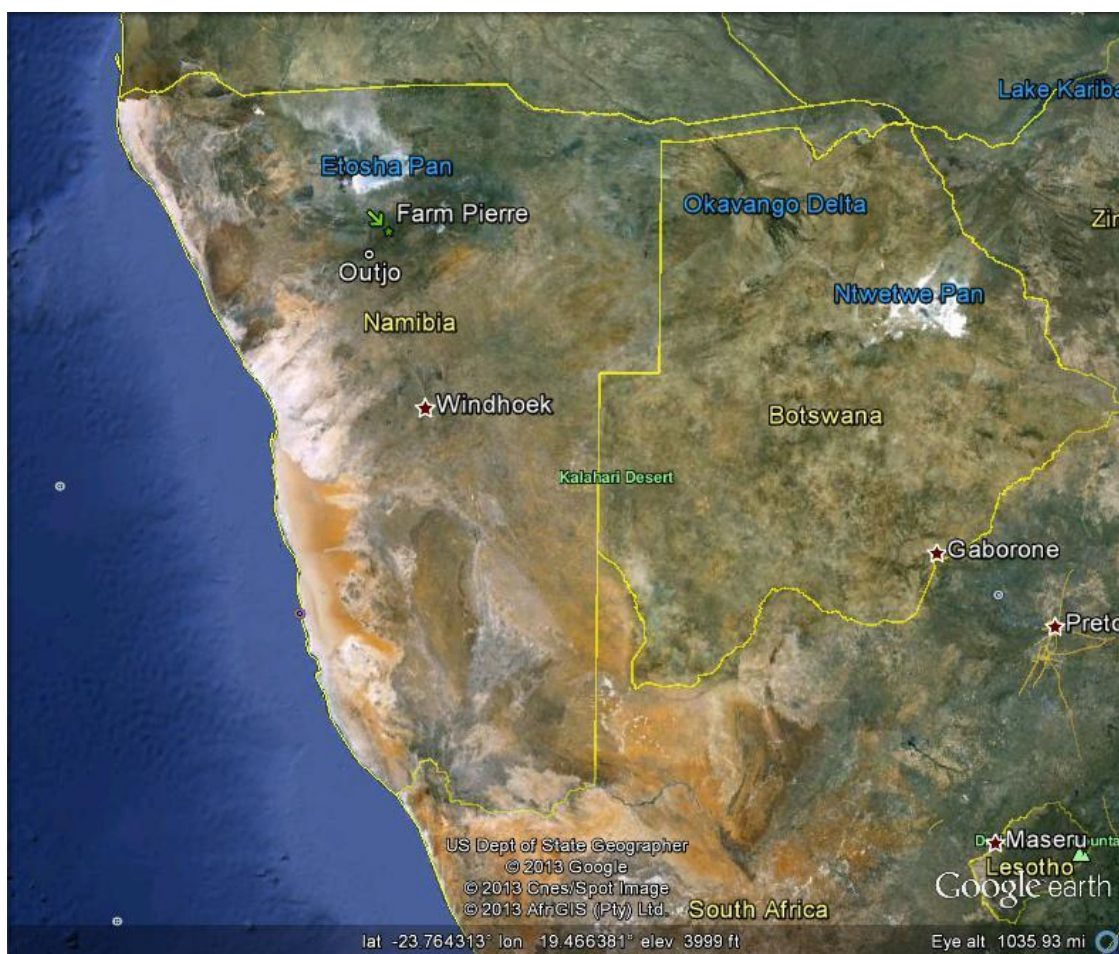 Lake Kariba
Etosha Pan
Okavango Delta
Farm Pierre
Zim
Outjo
Ntwetwe Pan
Namibia
Windhoek
Botswana
Kalahari Desert
Gaborone
Preto
US Dept of State Geographer
© 2013 Google
© 2013 Cnes/Spot Image
© 2013 AfriGIS (Pty) Ltd.
Maseru
Lesotho
Google earth
South Africa
lat -23.764313° lon 19.466381° elev 3999 ft
Eye alt 1035.93 mi